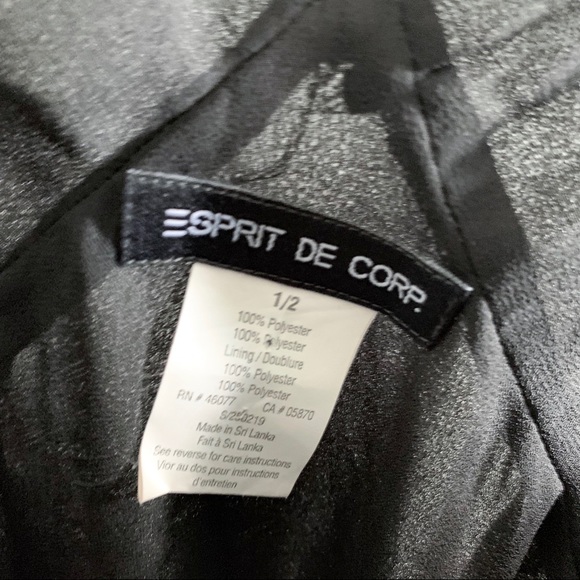 ESPRIT DE CORP.
1/2
100% Polyester
100% Polyester
Lining / Doublure
100% Polyester
100% Polyester
RN # 46077 CA # 05870
Made in Sri Lanka
Fait à Sri Lanka
See reverse for care instructions
Vior au dos pour instructions
d'entretien